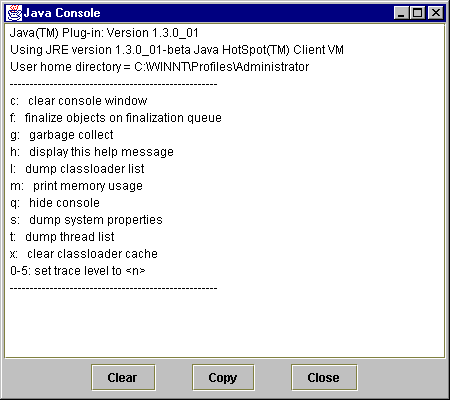 Java Console
Java(TM) Plug-in: Version 1.3.0_01
Using JRE version 1.3.0_01-beta Java HotSpot(TM) Client VM
User home directory = C:\WINNT\Profiles\Administrator
----------------------------------------------------
c:   clear console window
f:   finalize objects on finalization queue
g:   garbage collect
h:   display this help message
l:   dump classloader list
m:   print memory usage
q:   hide console
s:   dump system properties
t:   dump thread list
x:   clear classloader cache
0-5: set trace level to <n>
----------------------------------------------------
Clear
Copy
Close